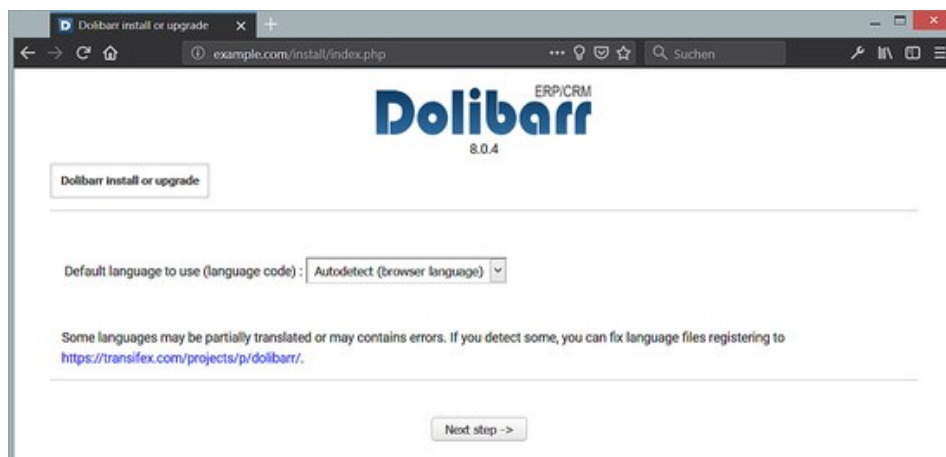 Dolibarr install or upgrade
example.com/install/index.php
Suchen
Dolibarr
ERP/CRM
8.0.4
Dolibarr install or upgrade
Default language to use (language code) : Autodetect (browser language)
Some languages may be partially translated or may contains errors. If you detect some, you can fix language files registering to
https://transifex.com/projects/p/dolibarr/.
Next step ->